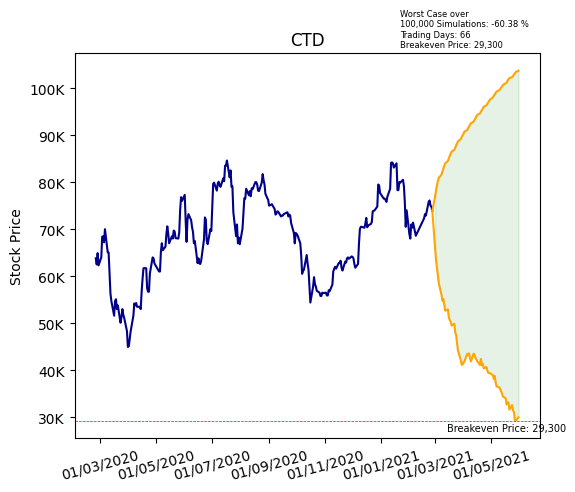 Worst Case over
100,000 Simulations: -60.38 %
Trading Days: 66
Breakeven Price: 29,300
CTD
Stock Price
100K
90K
80K
70K
60K
50K
40K
30K
Breakeven Price: 29,300
01/03/2020
01/05/2020
01/07/2020
01/09/2020
01/11/2020
01/01/2021
01/03/2021
01/05/2021